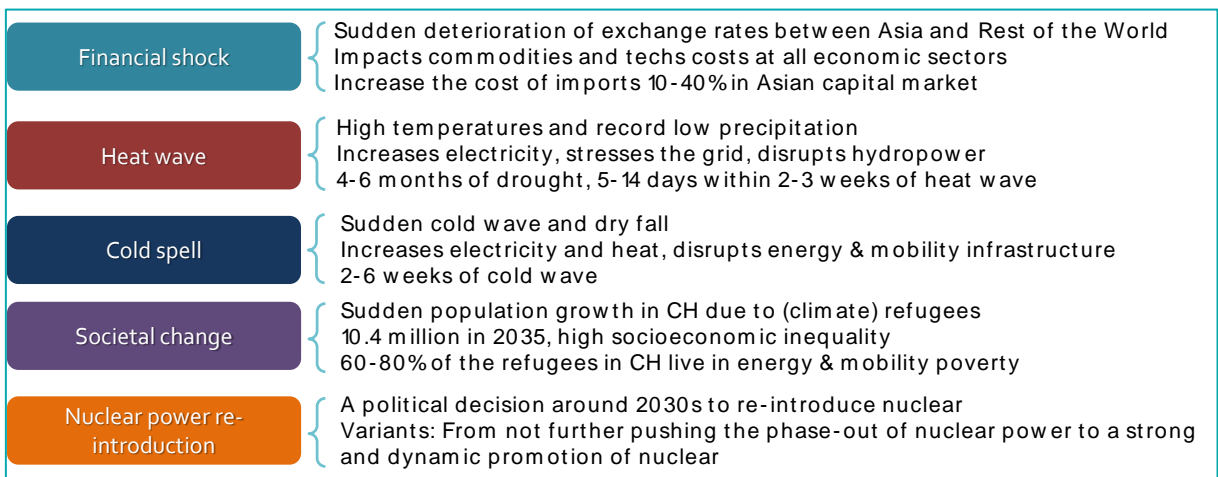 Financial shock
Sudden deterioration of exchange rates between Asia and Rest of the World
Impacts commodities and techs costs at all economic sectors
Increase the cost of imports 10-40% in Asian capital market
Heat wave
High temperatures and record low precipitation
Increases electricity, stresses the grid, disrupts hydropower
4-6 months of drought, 5-14 days within 2-3 weeks of heat wave
Cold spell
Sudden cold wave and dry fall
Increases electricity and heat, disrupts energy & mobility infrastructure
2-6 weeks of cold wave
Societal change
Sudden population growth in CH due to (climate) refugees
10.4 million in 2035, high socioeconomic inequality
60-80% of the refugees in CH live in energy & mobility poverty
Nuclear power re-
introduction
A political decision around 2030s to re-introduce nuclear
Variants: From not further pushing the phase-out of nuclear power to a strong
and dynamic promotion of nuclear